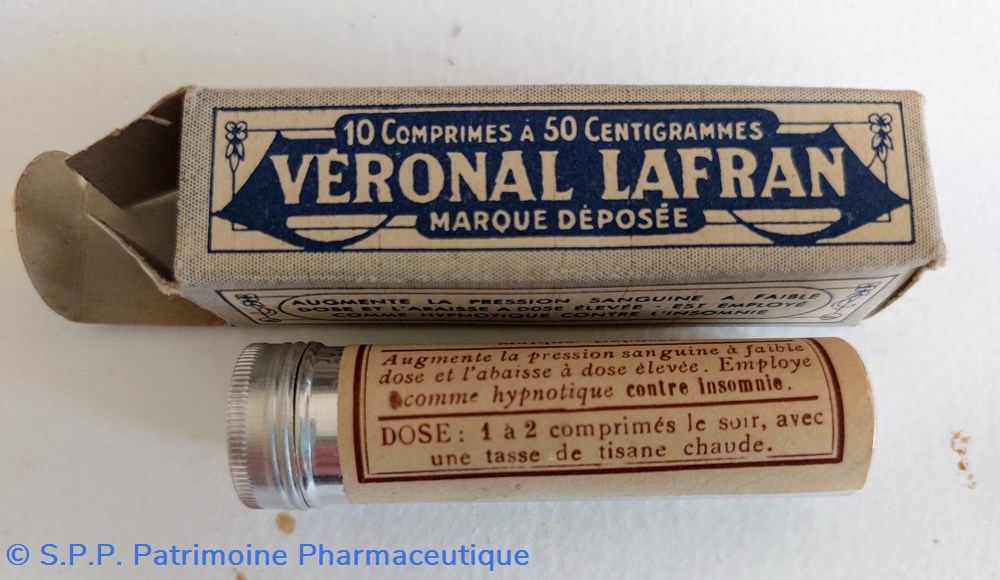 10 COMPRIMES À 50 CENTIGRAMMES
VÉRONAL LAFRAN
MARQUE DÉPOSÉE
AUGMENTE LA PRESSION SANGUINE A FAIBLE
DOSE ET L'ABAISSE A DOSE ÉLEVÉE. EST EMPLOYÉ
COMME HYPNOTIQUE CONTRE L'INSOMNIE
Augmente la pression sanguine à faible
dose et l'abaisse à dose élevée. Employe
comme hypnotique contre insomnie.
DOSE: 1 à 2 comprimés le soir, avec
une tasse de tisane chaude.
© S.P.P. Patrimoine Pharmaceutique